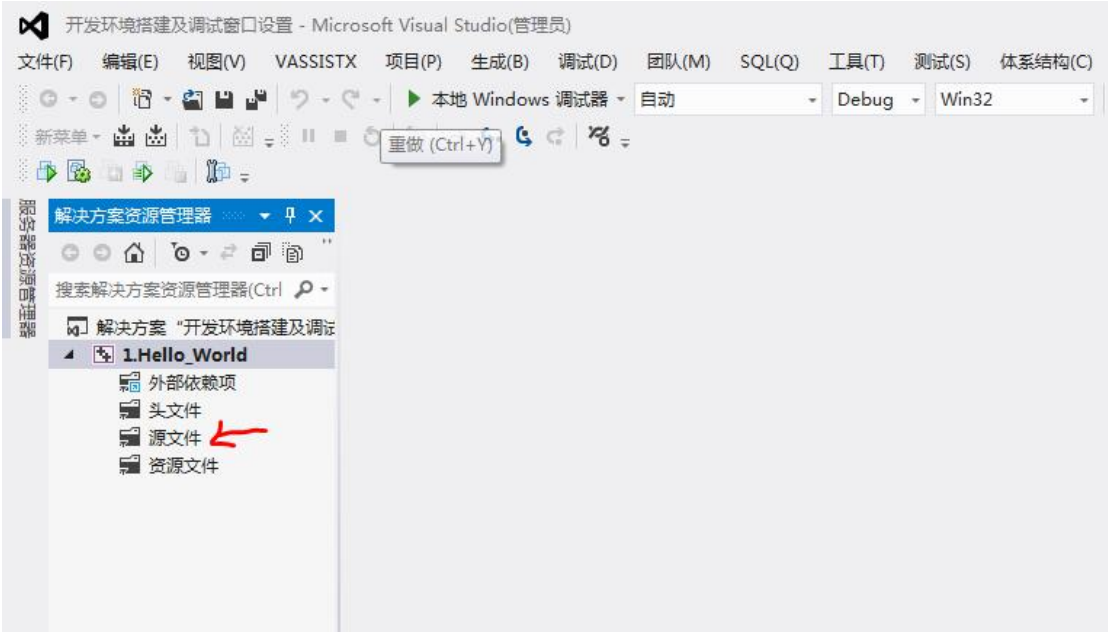 开发环境搭建及调试窗口设置 - Microsoft Visual Studio(管理员)
文件(F) 编辑(E) 视图(V) VASSISTX 项目(P) 生成(B) 调试(D) 团队(M) SQL(Q) 工具(T) 测试(S) 体系结构(C)
本地 Windows 调试器 自动 Debug Win32
新菜单
重做 (Ctrl+Y)
服务器资源管理器
解决方案资源管理器
搜索解决方案资源管理器(Ctrl
解决方案 "开发环境搭建及调试
1.Hello_World
外部依赖项
头文件
源文件
资源文件